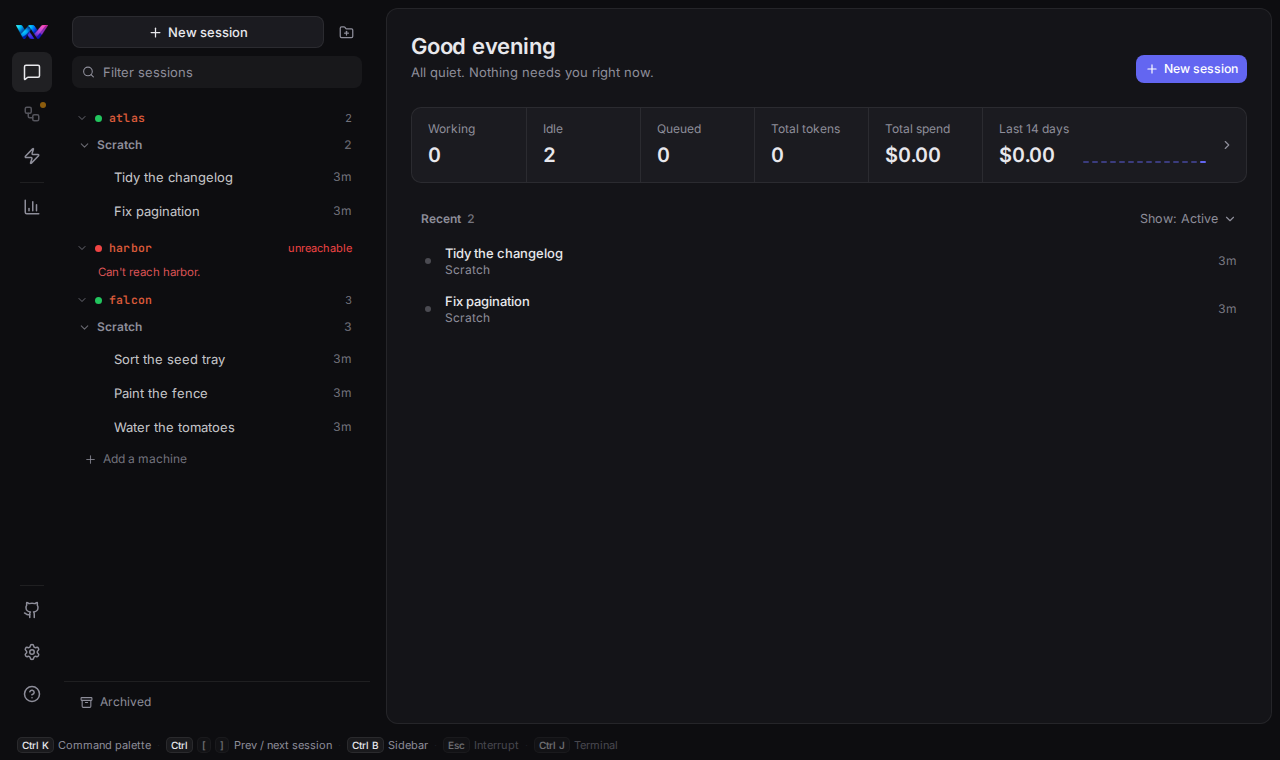 New session
Filter sessions
atlas 2
Scratch 2
Tidy the changelog 3m
Fix pagination 3m
harbor unreachable
Can't reach harbor.
falcon 3
Scratch 3
Sort the seed tray 3m
Paint the fence 3m
Water the tomatoes 3m
Add a machine
Archived
Good evening
All quiet. Nothing needs you right now.
New session
Working Idle Queued Total tokens Total spend Last 14 days
0 2 0 0 $0.00 $0.00
Recent 2 Show: Active
Tidy the changelog
Scratch 3m
Fix pagination
Scratch 3m
Ctrl K Command palette Ctrl [ ] Prev / next session Ctrl B Sidebar Esc Interrupt Ctrl J Terminal